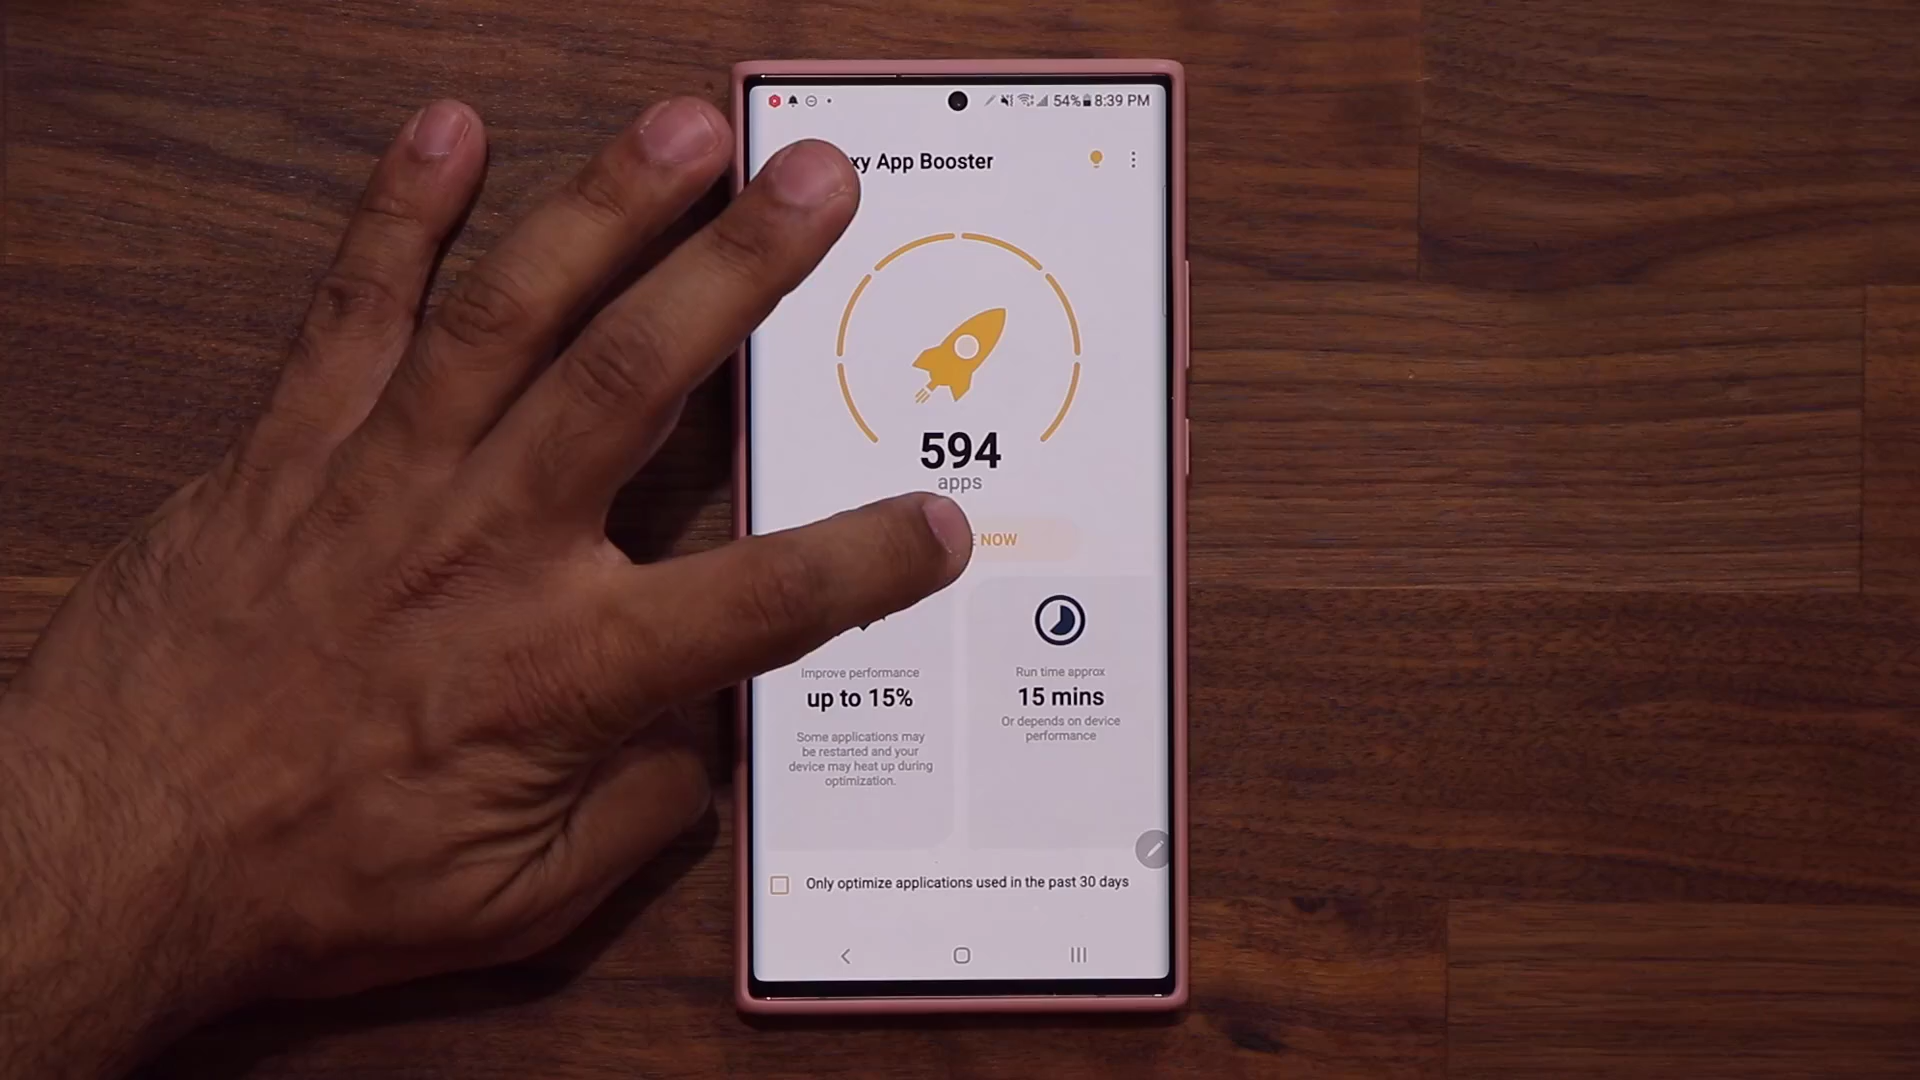 54% 8:39 PM
xy App Booster
594
apps
E NOW
Improve performance
up to 15%
Some applications may
be restarted and your
device may heat up during
optimization.
Run time approx
15 mins
Or depends on device
performance
Only optimize applications used in the past 30 days